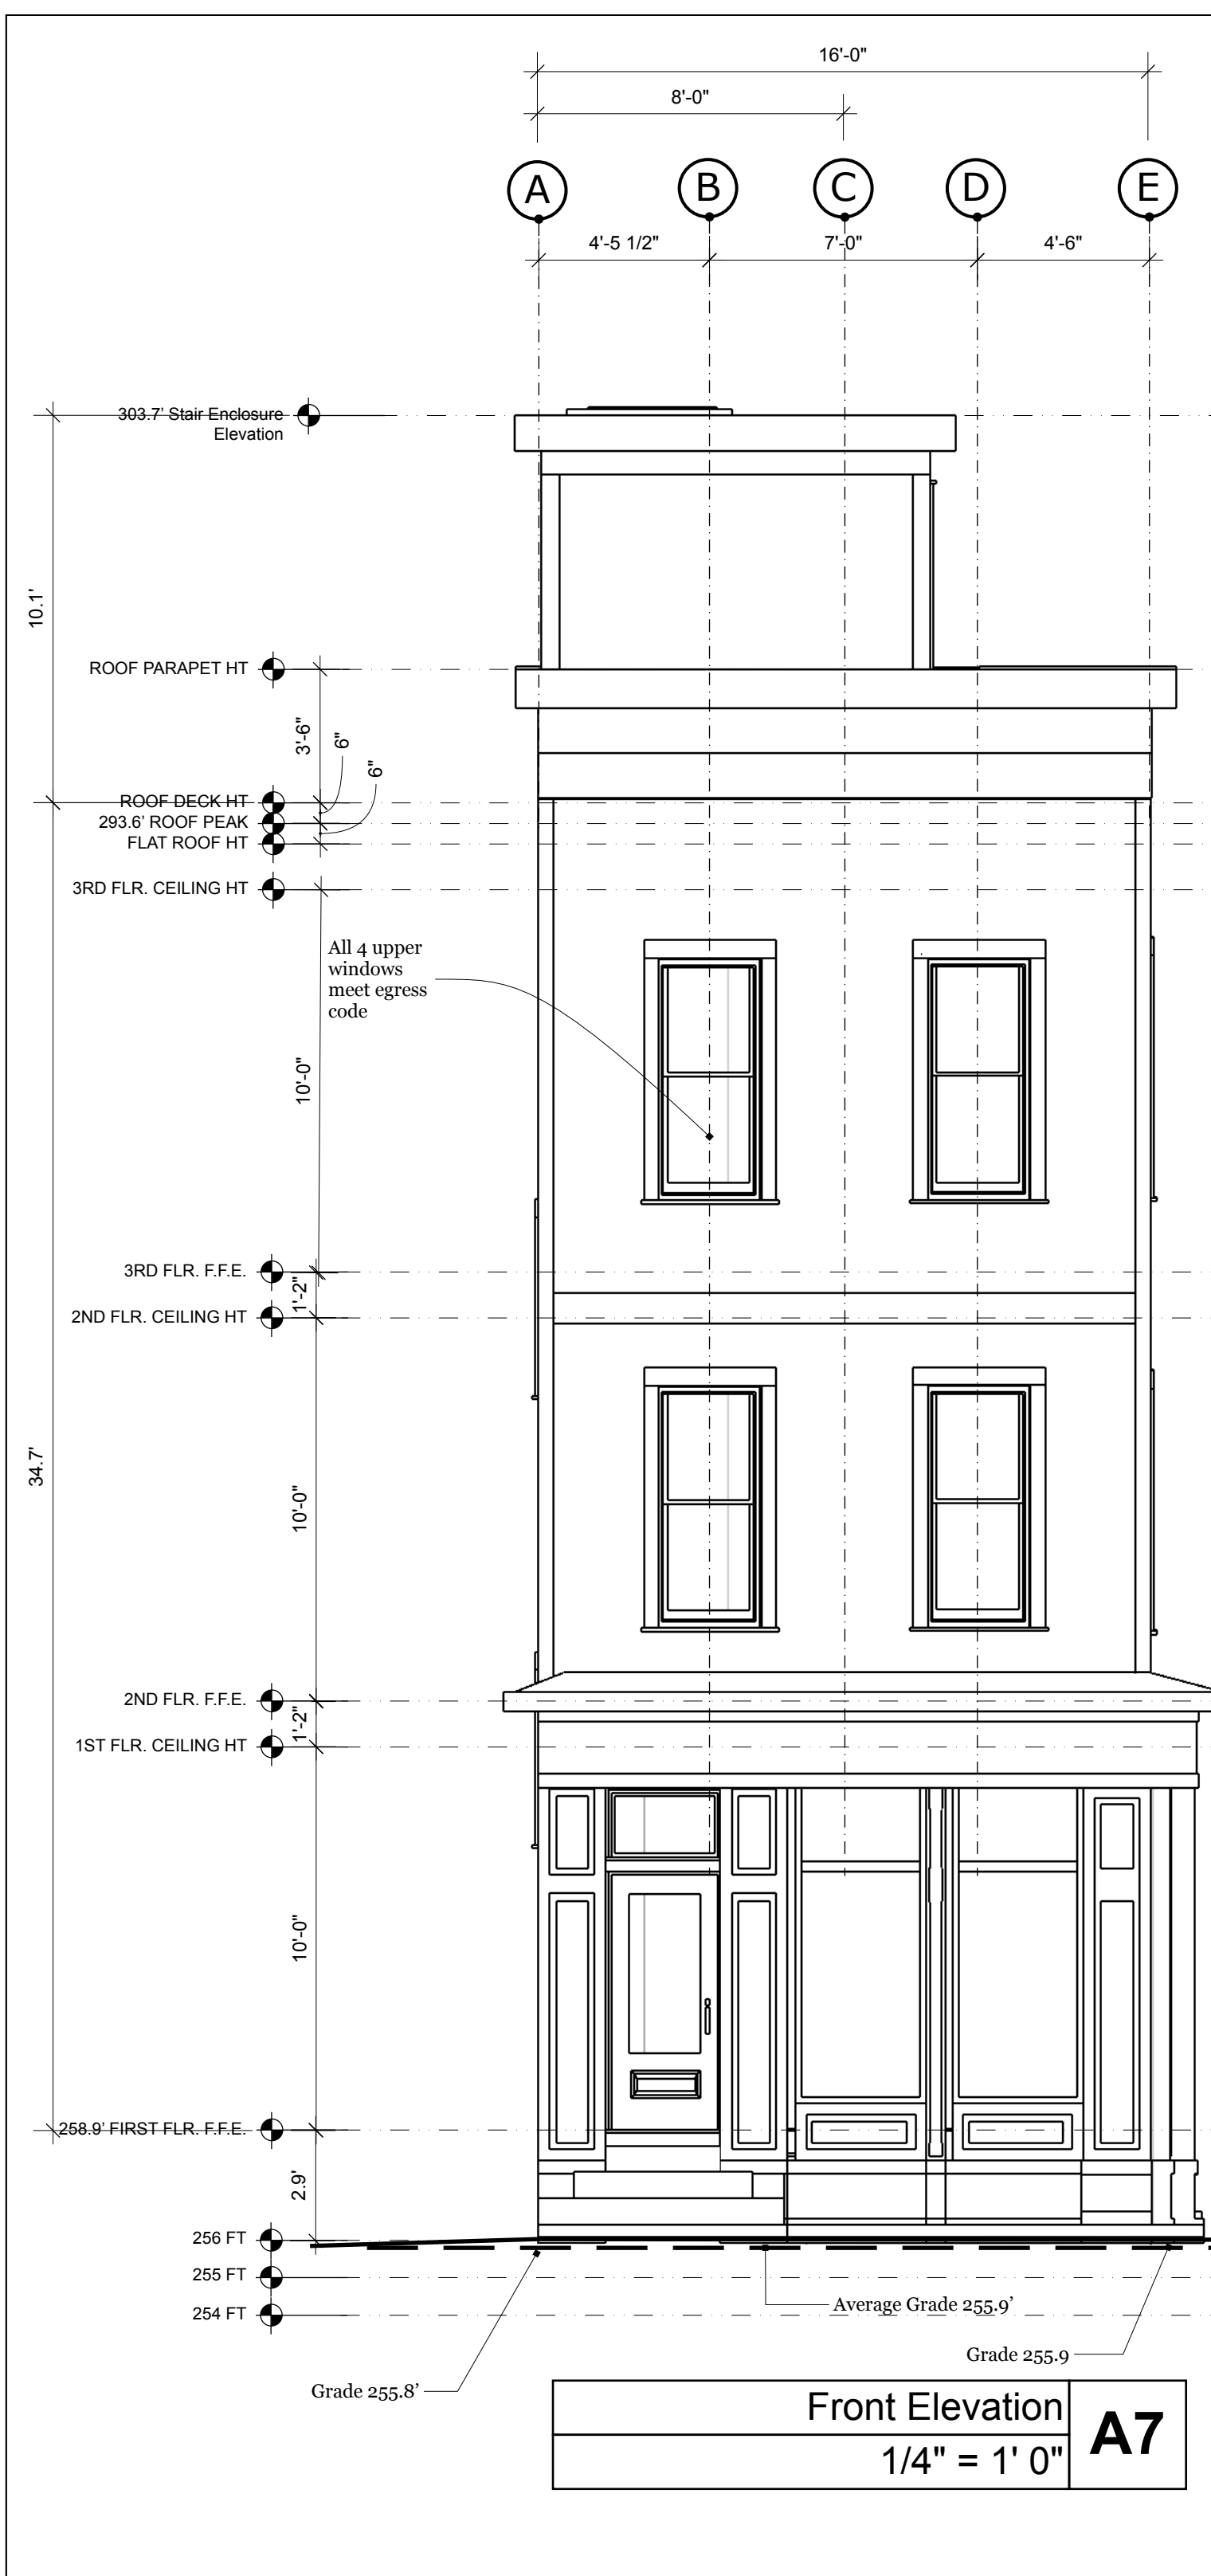 16'-0"
8'-0"
A B C D E
4'-5 1/2" 7'-0" 4'-6"
303.7' Stair Enclosure
Elevation
10.1'
ROOF PARAPET HT
3'-6"
6"
6"
ROOF DECK HT
293.6' ROOF PEAK
FLAT ROOF HT
3RD FLR. CEILING HT
All 4 upper
windows
meet egress
code
10'-0"
3RD FLR. F.F.E.
1'-2"
2ND FLR. CEILING HT
34.7'
10'-0"
2ND FLR. F.F.E.
1'-2"
1ST FLR. CEILING HT
10'-0"
258.9' FIRST FLR. F.F.E.
2.9'
256 FT
255 FT
254 FT
Average Grade 255.9’
Grade 255.9
Grade 255.8’
Front Elevation
1/4" = 1' 0"
A7